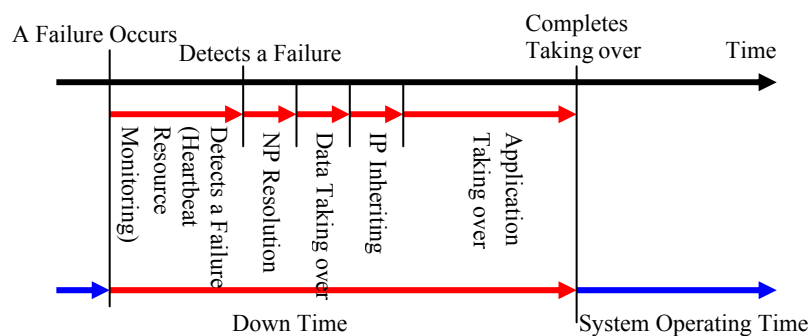 A Failure Occurs
Detects a Failure
Completes
Taking over
Time
Detects a Failure
(Heartbeat
Resource
Monitoring)
NP Resolution
Data Taking over
IP Inheriting
Application
Taking over
Down Time
System Operating Time